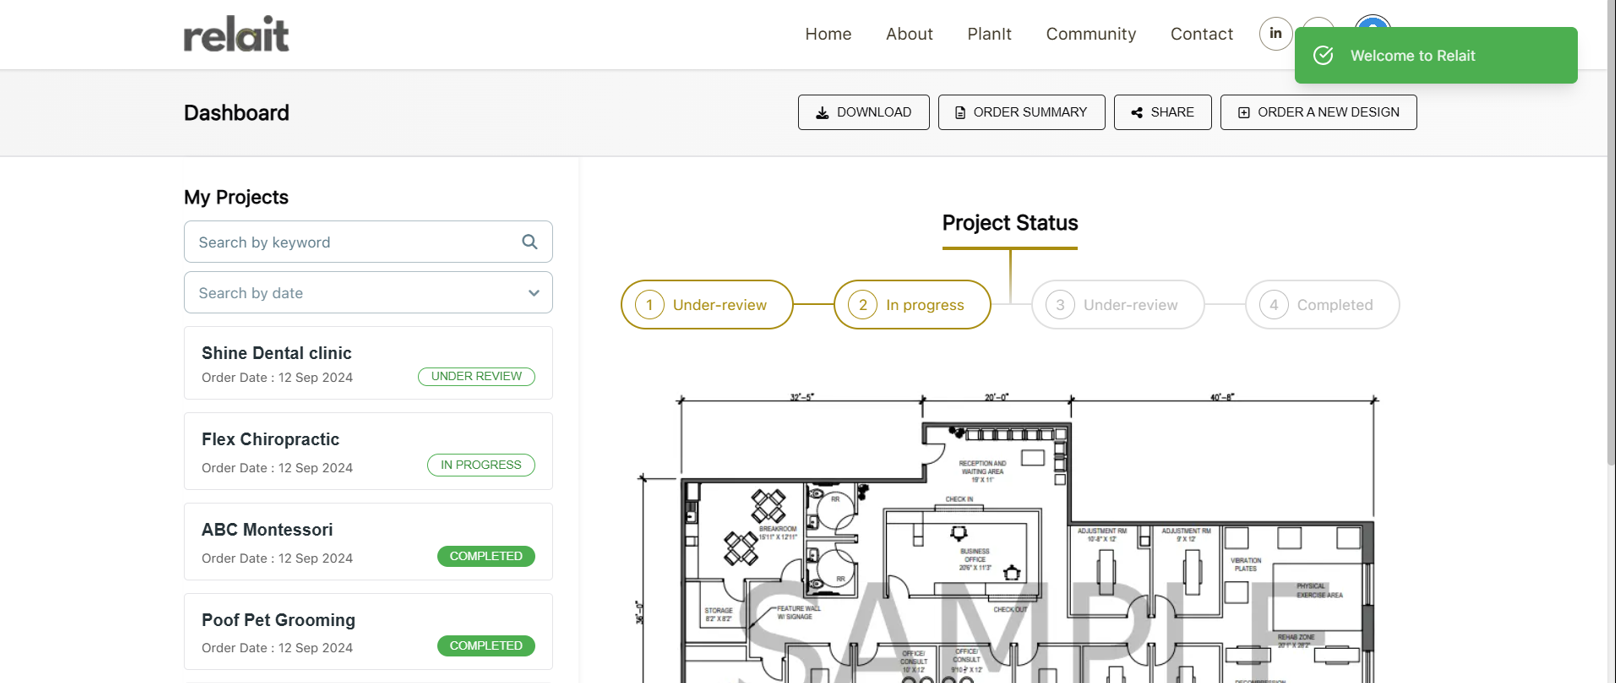 relait
Home About PlanIt Community Contact in
Welcome to Relait
Dashboard
DOWNLOAD ORDER SUMMARY SHARE ORDER A NEW DESIGN
My Projects
Search by keyword
Search by date
Shine Dental clinic
Order Date : 12 Sep 2024 UNDER REVIEW
Flex Chiropractic
Order Date : 12 Sep 2024 IN PROGRESS
ABC Montessori
Order Date : 12 Sep 2024 COMPLETED
Poof Pet Grooming
Order Date : 12 Sep 2024 COMPLETED
Project Status
1 Under-review 2 In progress 3 Under-review 4 Completed
32'-5" 20'-0" 40'-8"
RECEPTION AND
WAITING AREA
19' X 11'
CHECK IN
RR
BREAKROOM
15'11" X 12'11"
ADJUSTMENT RM
10'-8" X 12'
ADJUSTMENT RM
9' X 12'
BUSINESS
OFFICE
20'6" X 11'3"
VIBRATION
PLATES
RR
PHYSICAL
EXERCISE AREA
36'-0"
STORAGE
8'2" X 8'2"
FEATURE WALL
W/ SIGNAGE
CHECK OUT
SAMPLE
REHAB ZONE
20'1" X 28'2"
OFFICE/
CONSULT
10' X 12'
OFFICE/
CONSULT
DECOMPRESSION